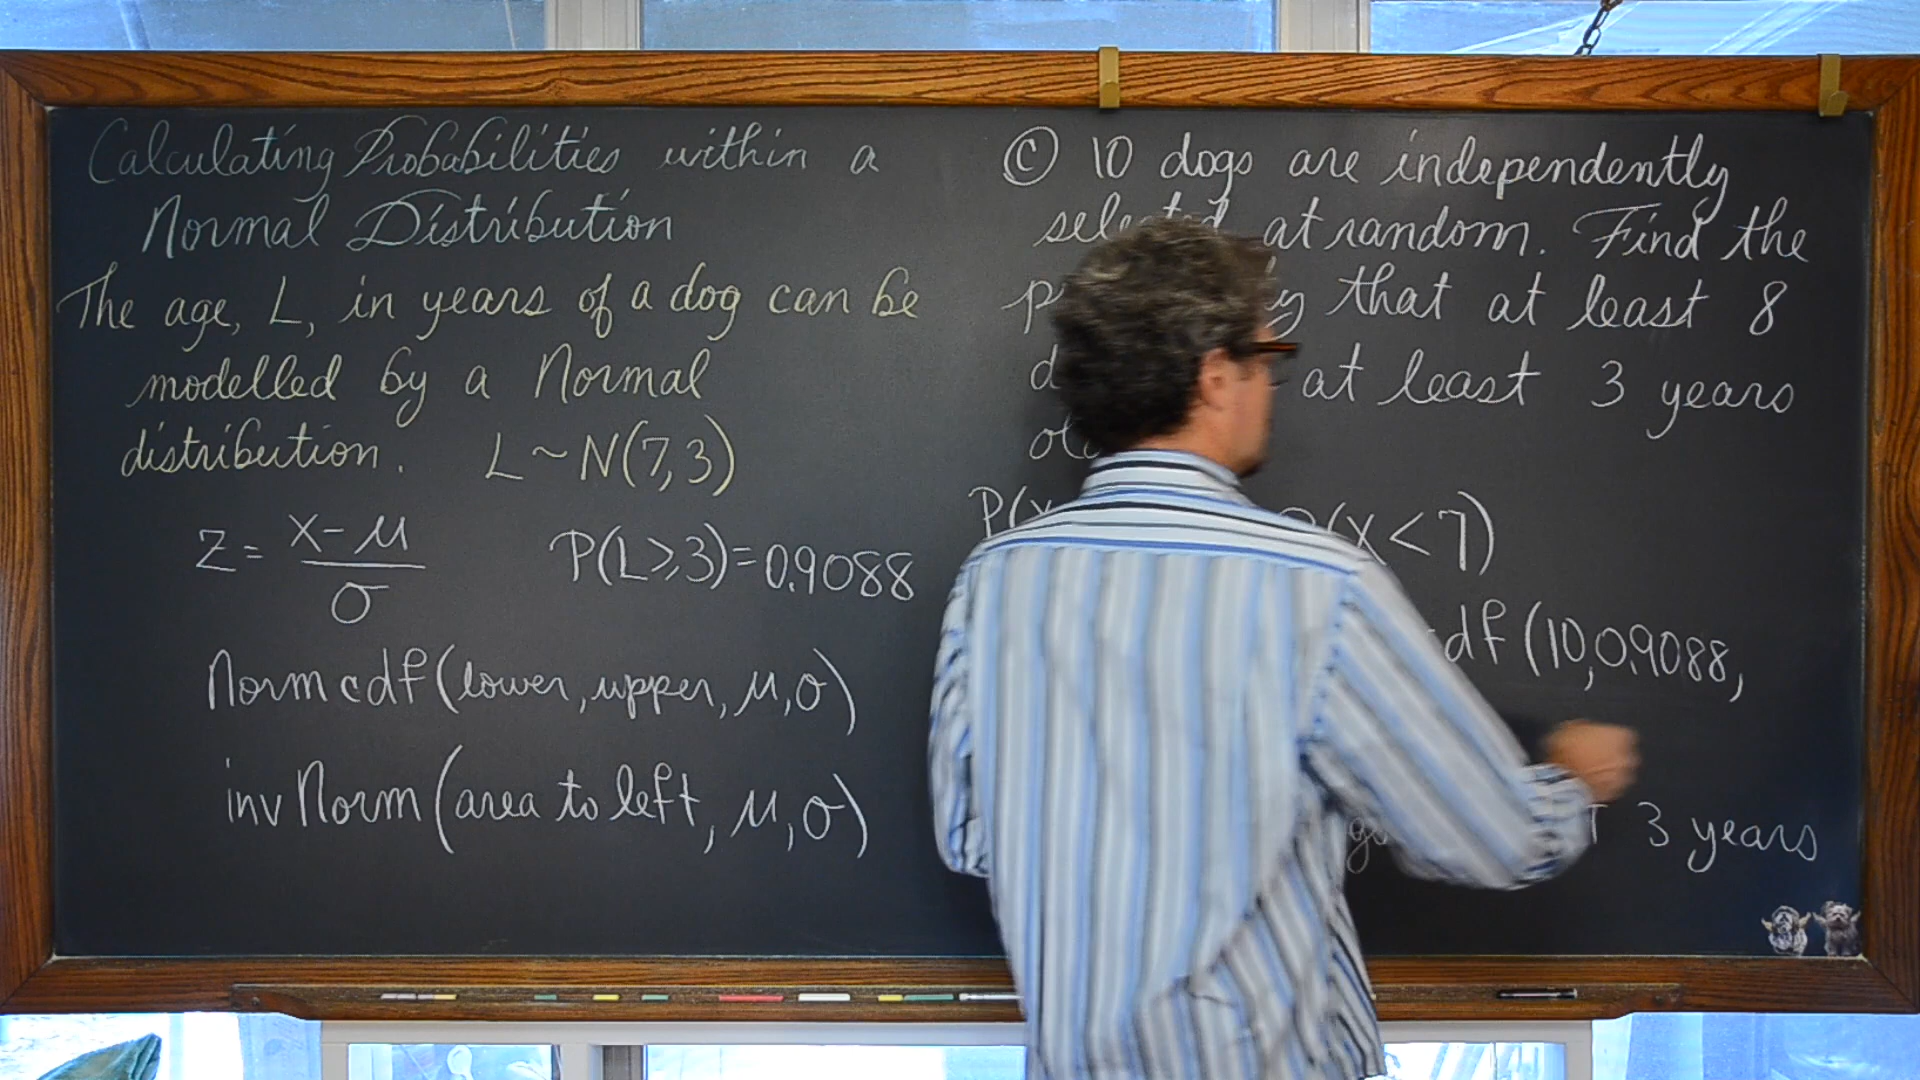 Calculating Probabilities within a
Normal Distribution
The age, L, in years of a dog can be
modelled by a Normal
distribution. L ~ N(7,3)
z = x-μ / σ
P(L⩾3)=0.9088
Normcdf(lower, upper, μ, σ)
inv Norm(area to left, μ, σ)
© 10 dogs are independently
at random. Find the
that at least 8
at least 3 years
P(x (x<7)
df(10,0.9088,
3 years